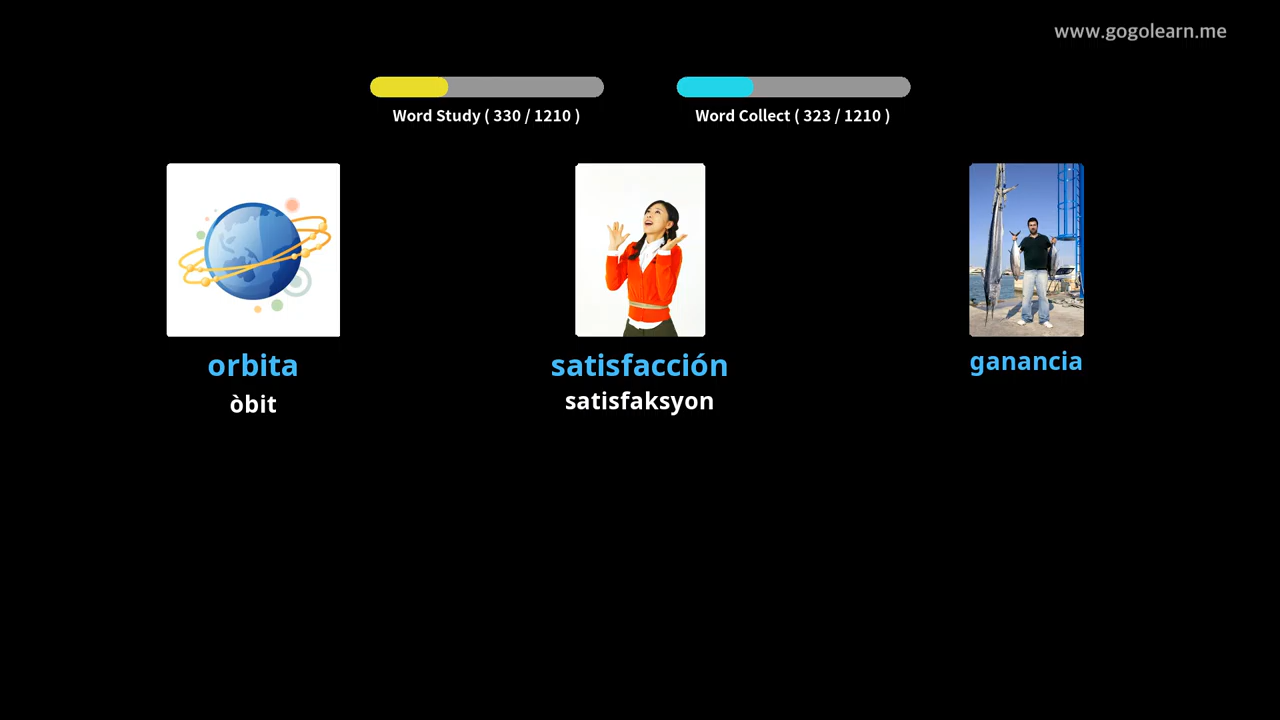 www.gogolearn.me
Word Study ( 330 / 1210 )
Word Collect ( 323 / 1210 )
orbita
òbit
satisfacción
satisfaksyon
ganancia